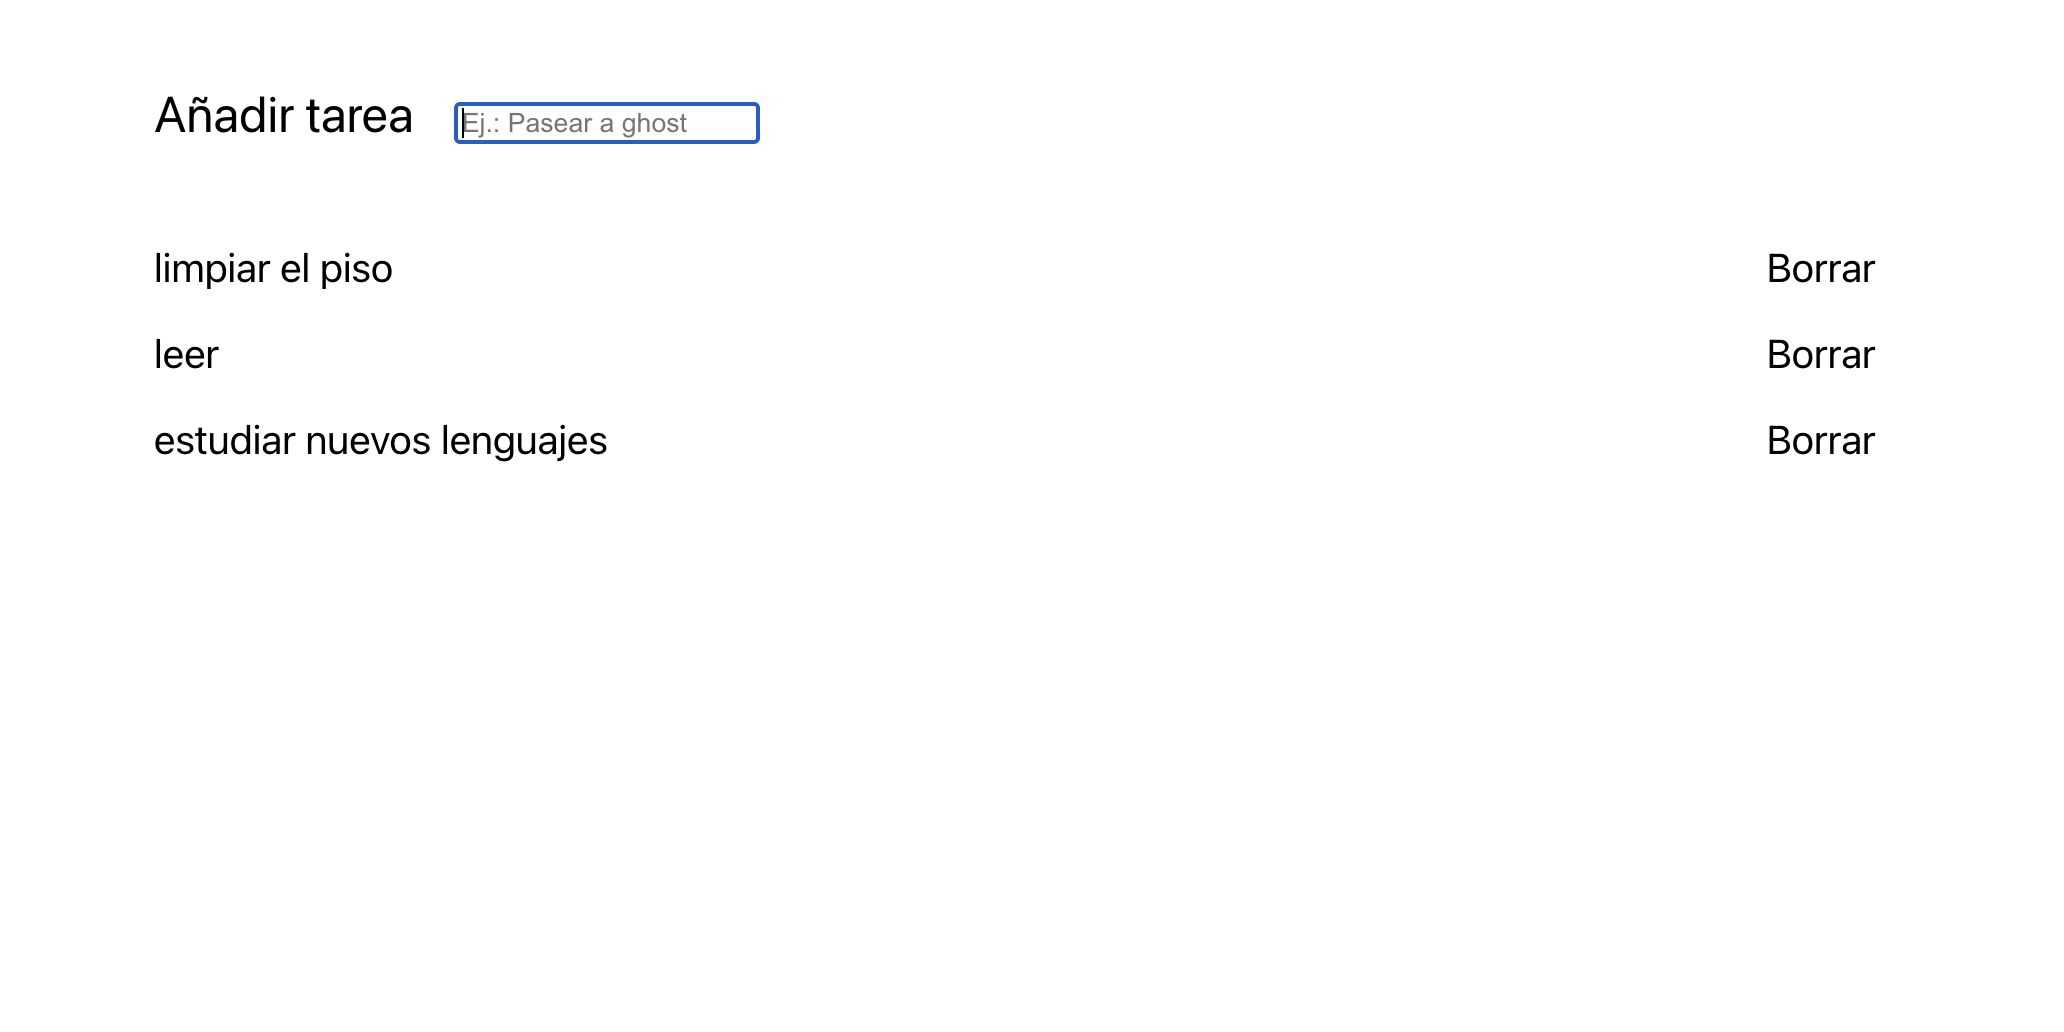 Añadir tarea Ej.: Pasear a ghost
limpiar el piso Borrar
leer Borrar
estudiar nuevos lenguajes Borrar